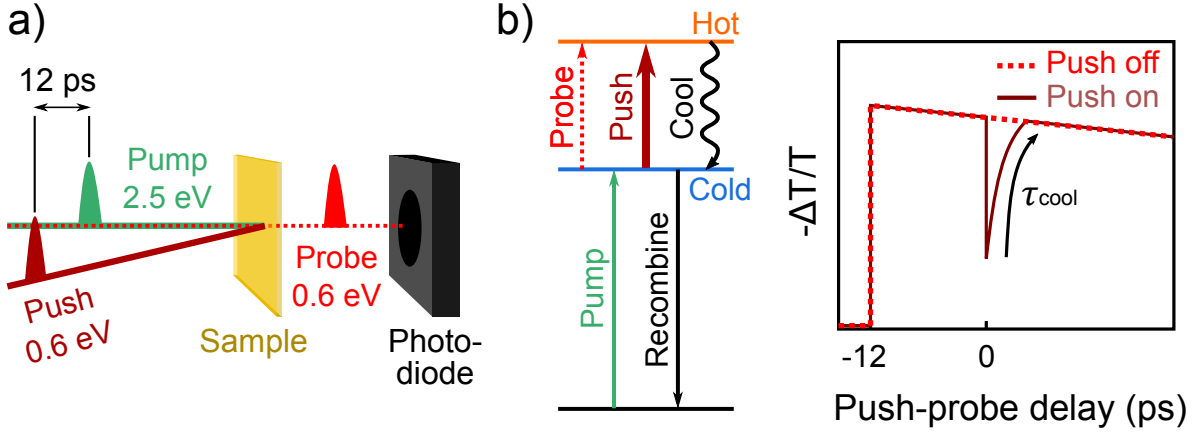 a)
12 ps
Pump
2.5 eV
Push
0.6 eV
Sample
Probe
0.6 eV
Photo-
diode
b)
Hot
Probe
Push
Cool
Cold
Pump
Recombine
-ΔT/T
Push off
Push on
τcool
-12
0
Push-probe delay (ps)